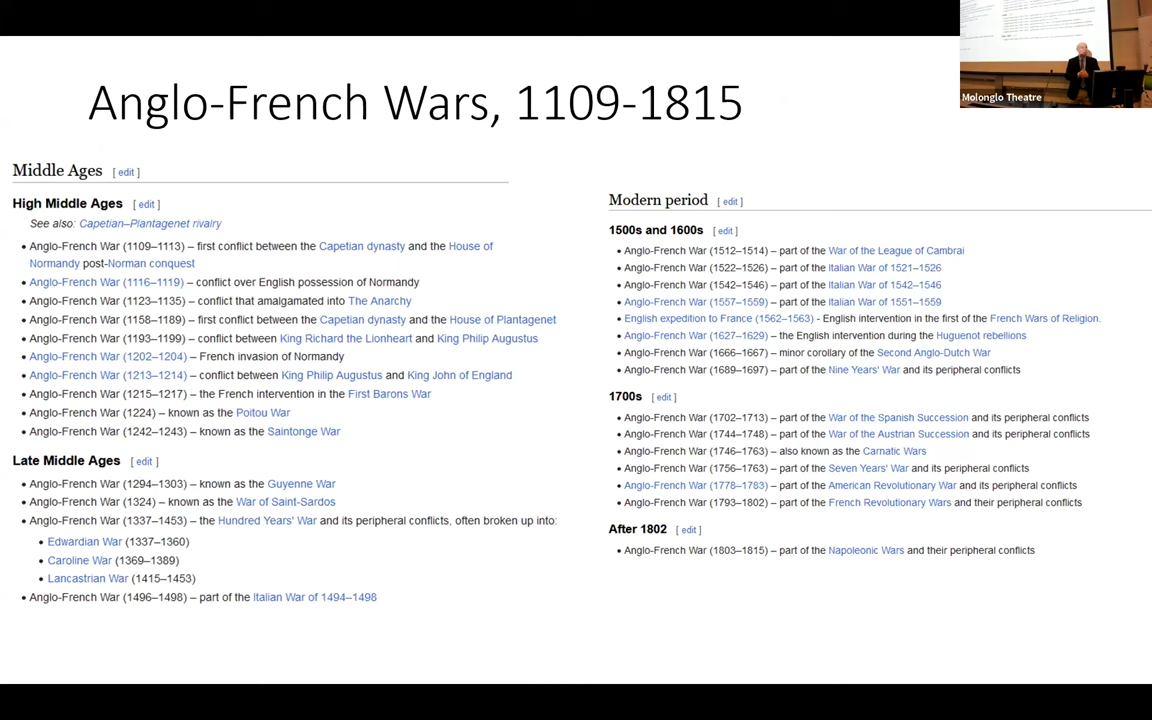 Anglo-French Wars, 1109-1815
Molonglo Theatre
Middle Ages [ edit ]
High Middle Ages [ edit ]
See also: Capetian–Plantagenet rivalry
• Anglo-French War (1109–1113) – first conflict between the Capetian dynasty and the House of
Normandy post-Norman conquest
• Anglo-French War (1116–1119) – conflict over English possession of Normandy
• Anglo-French War (1123–1135) – conflict that amalgamated into The Anarchy
• Anglo-French War (1158–1189) – first conflict between the Capetian dynasty and the House of Plantagenet
• Anglo-French War (1193–1199) – conflict between King Richard the Lionheart and King Philip Augustus
• Anglo-French War (1202–1204) – French invasion of Normandy
• Anglo-French War (1213–1214) – conflict between King Philip Augustus and King John of England
• Anglo-French War (1215–1217) – the French intervention in the First Barons War
• Anglo-French War (1224) – known as the Poitou War
• Anglo-French War (1242–1243) – known as the Saintonge War
Late Middle Ages [ edit ]
• Anglo-French War (1294–1303) – known as the Guyenne War
• Anglo-French War (1324) – known as the War of Saint-Sardos
• Anglo-French War (1337–1453) – the Hundred Years' War and its peripheral conflicts, often broken up into:
• Edwardian War (1337–1360)
• Caroline War (1369–1389)
• Lancastrian War (1415–1453)
• Anglo-French War (1496–1498) – part of the Italian War of 1494–1498
Modern period [ edit ]
1500s and 1600s [ edit ]
• Anglo-French War (1512–1514) – part of the War of the League of Cambrai
• Anglo-French War (1522–1526) – part of the Italian War of 1521–1526
• Anglo-French War (1542–1546) – part of the Italian War of 1542–1546
• Anglo-French War (1557–1559) – part of the Italian War of 1551–1559
• English expedition to France (1562–1563) - English intervention in the first of the French Wars of Religion.
• Anglo-French War (1627–1629) – the English intervention during the Huguenot rebellions
• Anglo-French War (1666–1667) – minor corollary of the Second Anglo-Dutch War
• Anglo-French War (1689–1697) – part of the Nine Years' War and its peripheral conflicts
1700s [ edit ]
• Anglo-French War (1702–1713) – part of the War of the Spanish Succession and its peripheral conflicts
• Anglo-French War (1744–1748) – part of the War of the Austrian Succession and its peripheral conflicts
• Anglo-French War (1746–1763) – also known as the Carnatic Wars
• Anglo-French War (1756–1763) – part of the Seven Years' War and its peripheral conflicts
• Anglo-French War (1778–1783) – part of the American Revolutionary War and its peripheral conflicts
• Anglo-French War (1793–1802) – part of the French Revolutionary Wars and their peripheral conflicts
After 1802 [ edit ]
• Anglo-French War (1803–1815) – part of the Napoleonic Wars and their peripheral conflicts